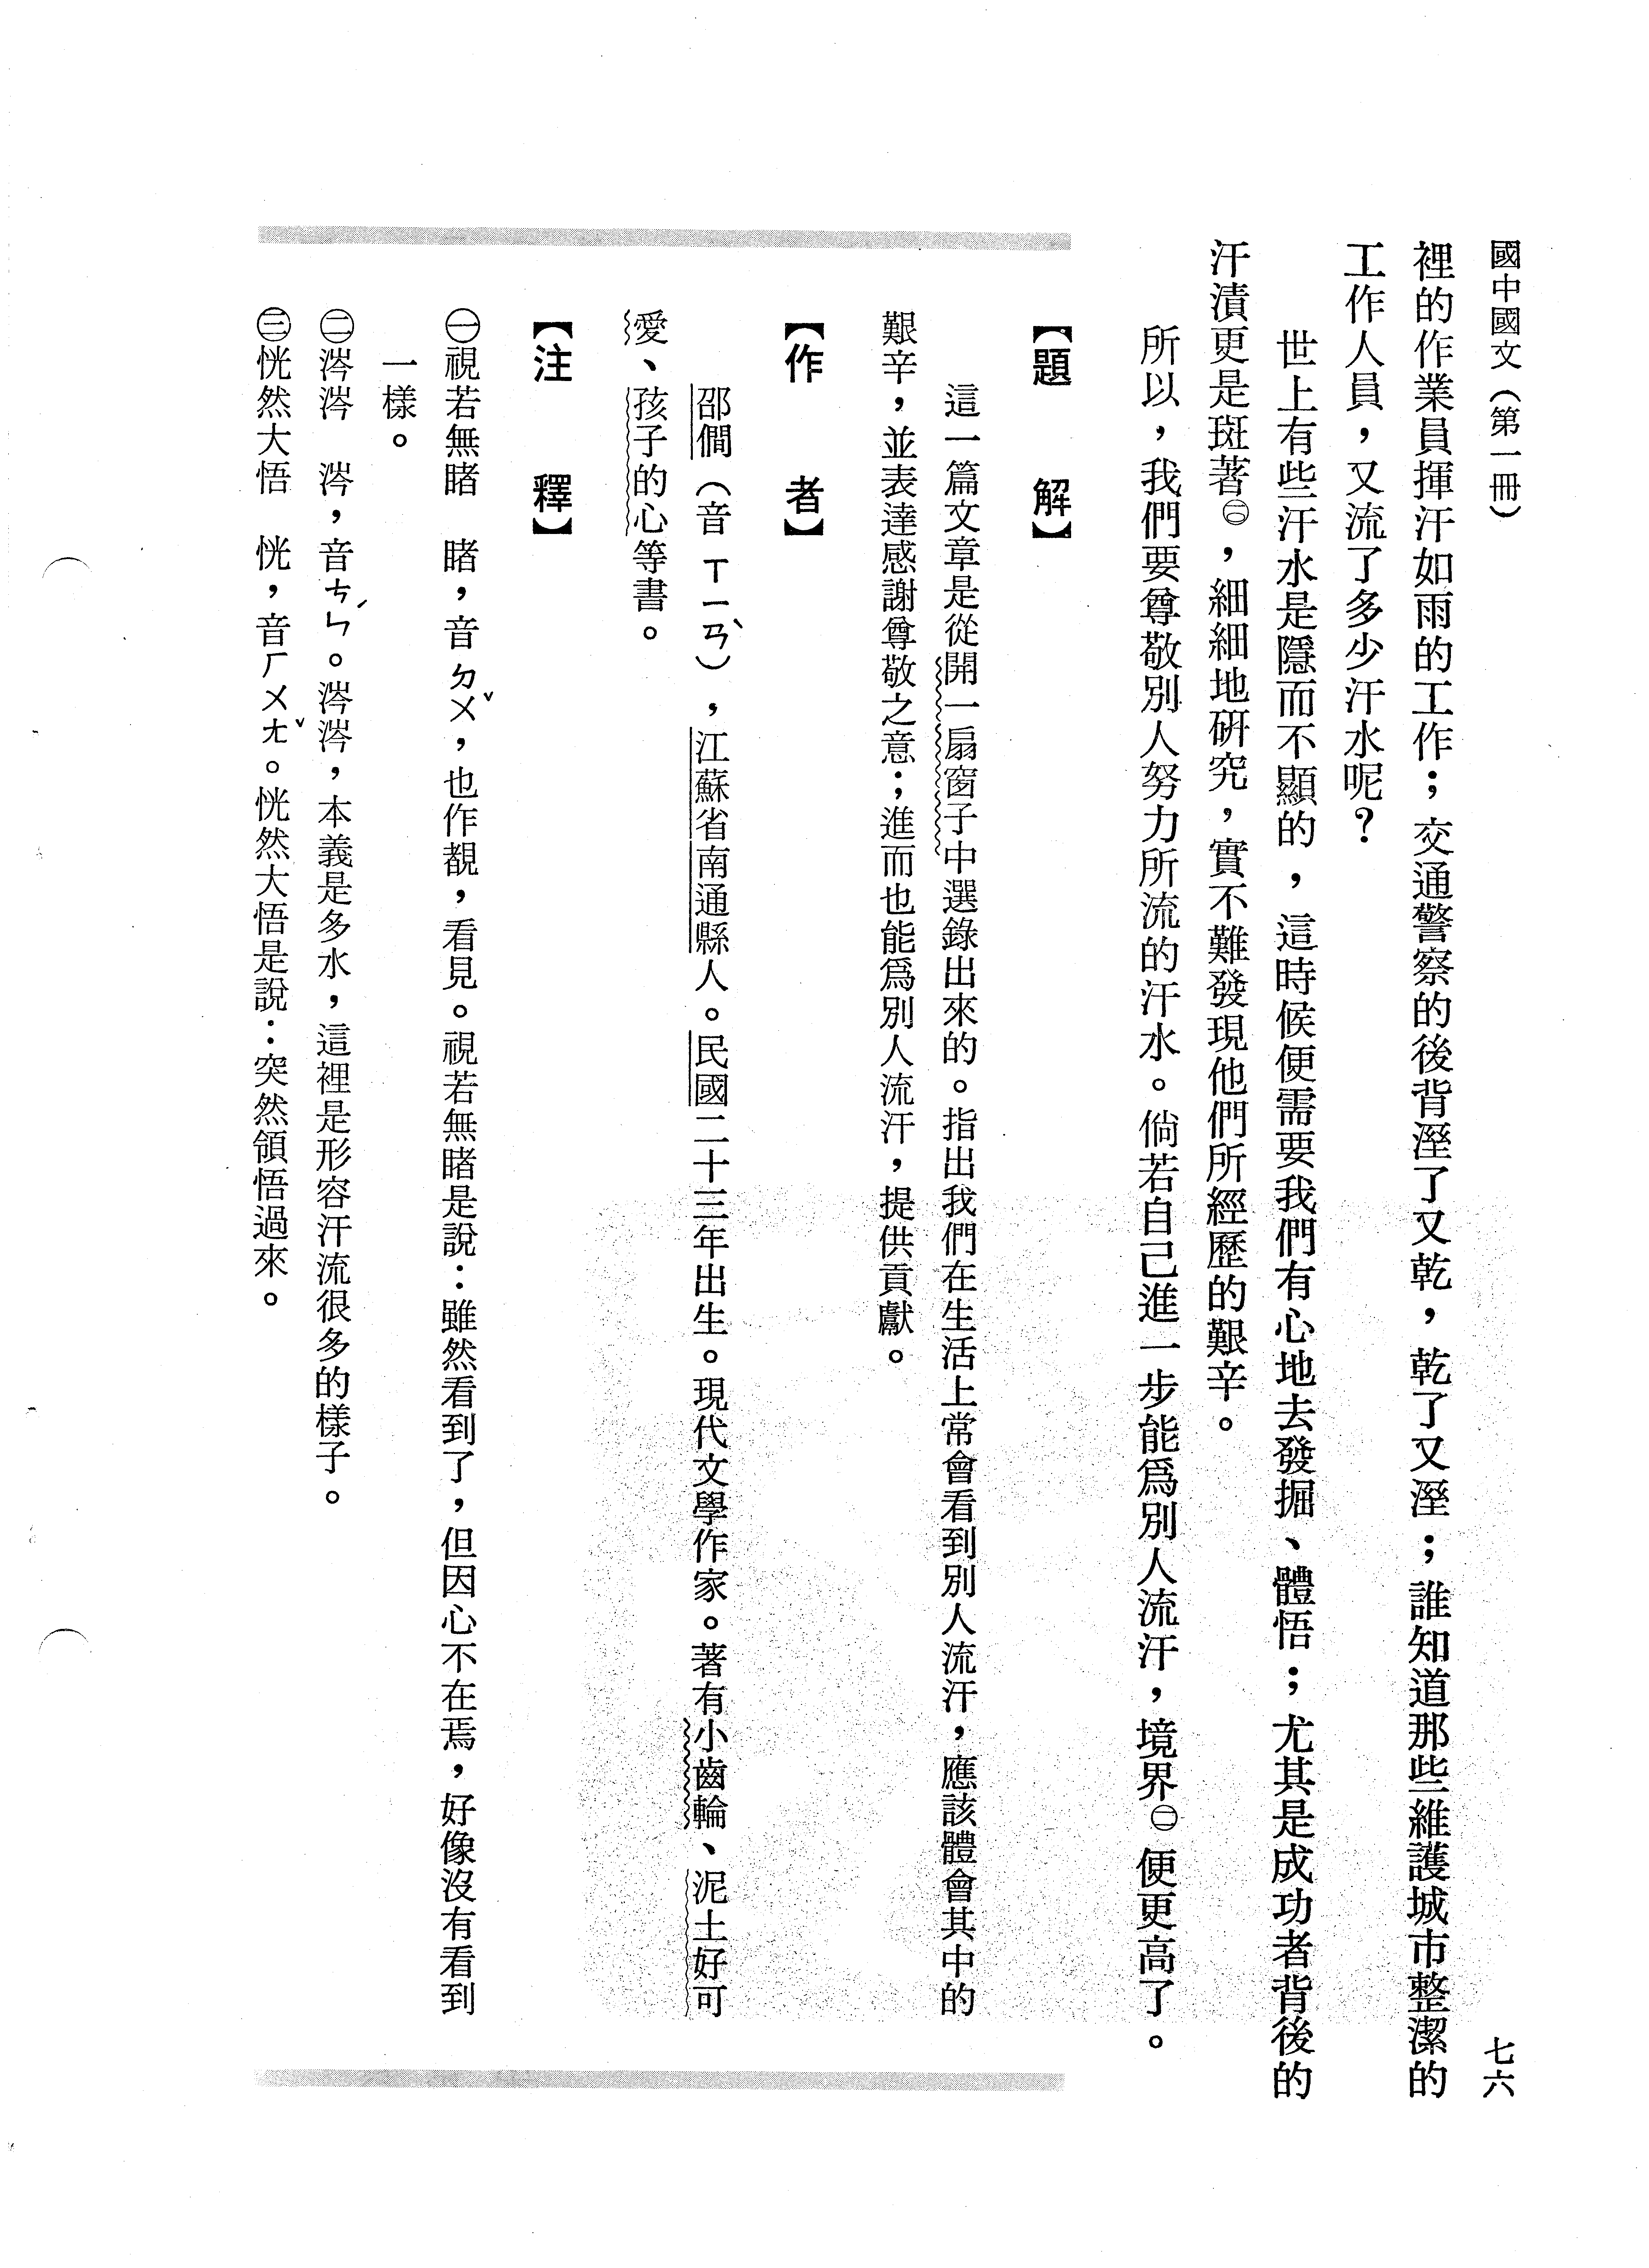 國中國文（第一冊）
七六
裡的作業員揮汗如雨的工作；交通警察的後背溼了又乾，乾了又溼；誰知道那些維護城市整潔的
工作人員，又流了多少汗水呢？
世上有些汗水是隱而不顯的，這時候便需要我們有心地去發掘、體悟；尤其是成功者背後的
汗漬更是斑著，細細地研究，實不難發現他們所經歷的艱辛。
所以，我們要尊敬別人努力所流的汗水。倘若自己進一步能爲別人流汗，境界便更高了。
【題　解】
這一篇文章是從開一扇窗子中選錄出來的。指出我們在生活上常會看到別人流汗，應該體會其中的
艱辛，並表達感謝尊敬之意；進而也能爲別人流汗，提供貢獻。
【作　者】
邵僩（音ㄒㄧㄢˋ），江蘇省南通縣人。民國二十三年出生。現代文學作家。著有小齒輪、泥土好可
愛、孩子的心等書。
【注　釋】
㊀視若無睹　睹，音ㄉㄨˇ，也作覩，看見。視若無睹是說：雖然看到了，但因心不在焉，好像沒有看到
一樣。
㊁涔涔　涔，音ㄘㄣˊ。涔涔，本義是多水，這裡是形容汗流很多的樣子。
㊂恍然大悟　恍，音ㄏㄨㄤˇ。恍然大悟是說：突然領悟過來。